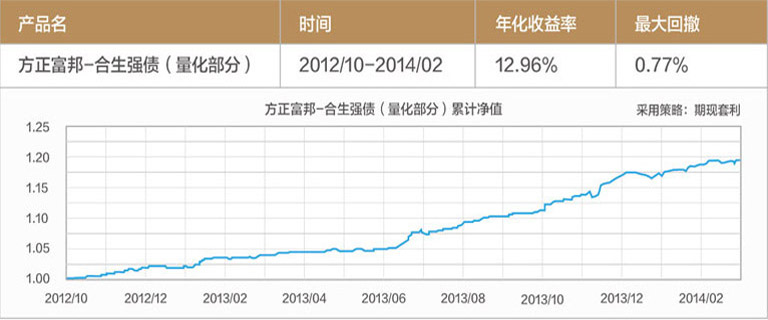 产品名 时间 年化收益率 最大回撤
方正富邦-合生强债（量化部分） 2012/10-2014/02 12.96% 0.77%
方正富邦-合生强债（量化部分）累计净值 采用策略：期现套利
1.25
1.20
1.15
1.10
1.05
1.00
2012/10 2012/12 2013/02 2013/04 2013/06 2013/08 2013/10 2013/12 2014/02